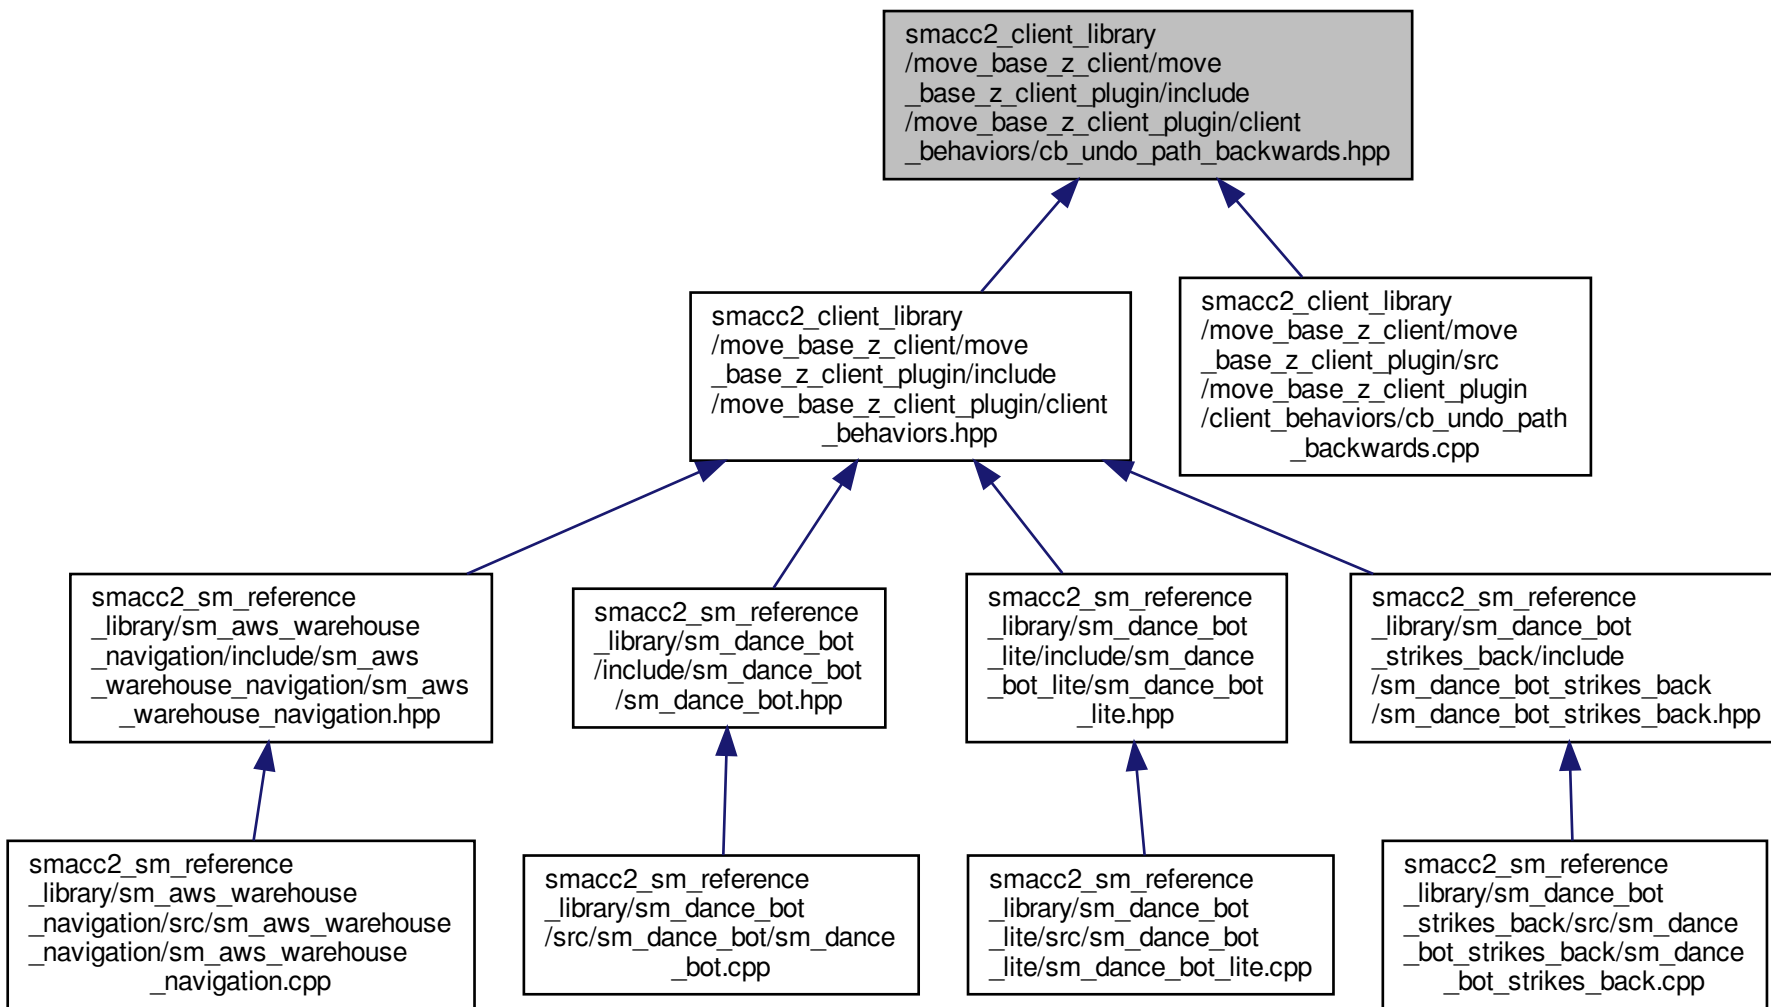 smacc2_client_library
/move_base_z_client/move
_base_z_client_plugin/include
/move_base_z_client_plugin/client
_behaviors/cb_undo_path_backwards.hpp
smacc2_client_library
/move_base_z_client/move
_base_z_client_plugin/include
/move_base_z_client_plugin/client
_behaviors.hpp
smacc2_client_library
/move_base_z_client/move
_base_z_client_plugin/src
/move_base_z_client_plugin
/client_behaviors/cb_undo_path
_backwards.cpp
smacc2_sm_reference
_library/sm_aws_warehouse
_navigation/include/sm_aws
_warehouse_navigation/sm_aws
_warehouse_navigation.hpp
smacc2_sm_reference
_library/sm_dance_bot
/include/sm_dance_bot
/sm_dance_bot.hpp
smacc2_sm_reference
_library/sm_dance_bot
_lite/include/sm_dance
_bot_lite/sm_dance_bot
_lite.hpp
smacc2_sm_reference
_library/sm_dance_bot
_strikes_back/include
/sm_dance_bot_strikes_back
/sm_dance_bot_strikes_back.hpp
smacc2_sm_reference
_library/sm_aws_warehouse
_navigation/src/sm_aws_warehouse
_navigation/sm_aws_warehouse
_navigation.cpp
smacc2_sm_reference
_library/sm_dance_bot
/src/sm_dance_bot/sm_dance
_bot.cpp
smacc2_sm_reference
_library/sm_dance_bot
_lite/src/sm_dance_bot
_lite/sm_dance_bot_lite.cpp
smacc2_sm_reference
_library/sm_dance_bot
_strikes_back/src/sm_dance
_bot_strikes_back/sm_dance
_bot_strikes_back.cpp